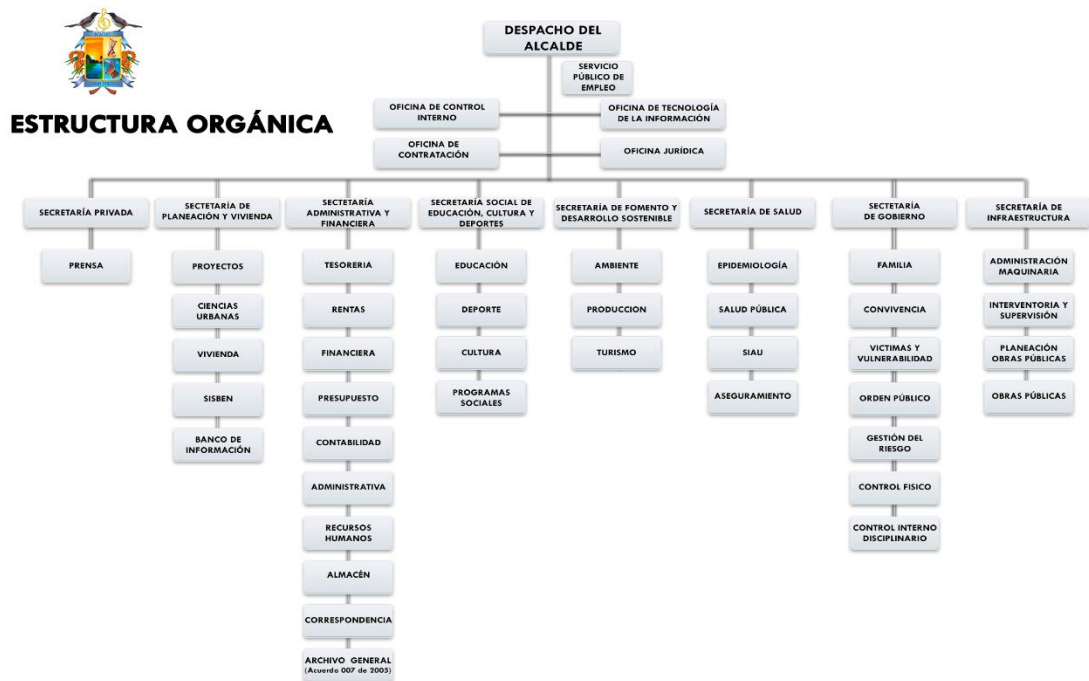 DESPACHO DEL
ALCALDE
SERVICIO
PÚBLICO DE
EMPLEO
OFICINA DE CONTROL
INTERNO
OFICINA DE TECNOLOGÍA
DE LA INFORMACIÓN
ESTRUCTURA ORGÁNICA
OFICINA DE
CONTRATACIÓN
OFICINA JURÍDICA
SECRETARÍA PRIVADA
SECTETARÍA DE
PLANEACIÓN Y VIVIENDA
SECTETARÍA
ADMINISTRATIVA Y
FINANCIERA
SECRETARÍA SOCIAL DE
EDUCACIÓN, CULTURA Y
DEPORTES
SECRETARÍA DE FOMENTO Y
DESARROLLO SOSTENIBLE
SECRETARÍA DE SALUD
SECTETARÍA
DE GOBIERNO
SECRETARÍA DE
INFRAESTRUCTURA
PRENSA
PROYECTOS
CIENCIAS
URBANAS
VIVIENDA
SISBEN
BANCO DE
INFORMACIÓN
TESORERIA
RENTAS
FINANCIERA
PRESUPUESTO
CONTABILIDAD
ADMINISTRATIVA
RECURSOS
HUMANOS
ALMACÉN
CORRESPONDENCIA
ARCHIVO GENERAL
(Acuerdo 007 de 2005)
EDUCACIÓN
DEPORTE
CULTURA
PROGRAMAS
SOCIALES
AMBIENTE
PRODUCCION
TURISMO
EPIDEMIOLOGÍA
SALUD PÚBLICA
SIAU
ASEGURAMIENTO
FAMILIA
CONVIVENCIA
VICTIMAS Y
VULNERABILIDAD
ORDEN PÚBLICO
GESTIÓN DEL
RIESGO
CONTROL FISICO
CONTROL INTERNO
DISCIPLINARIO
ADMINISTRACIÓN
MAQUINARIA
INTERVENTORIA Y
SUPERVISIÓN
PLANEACIÓN
OBRAS PÚBLICAS
OBRAS PÚBLICAS